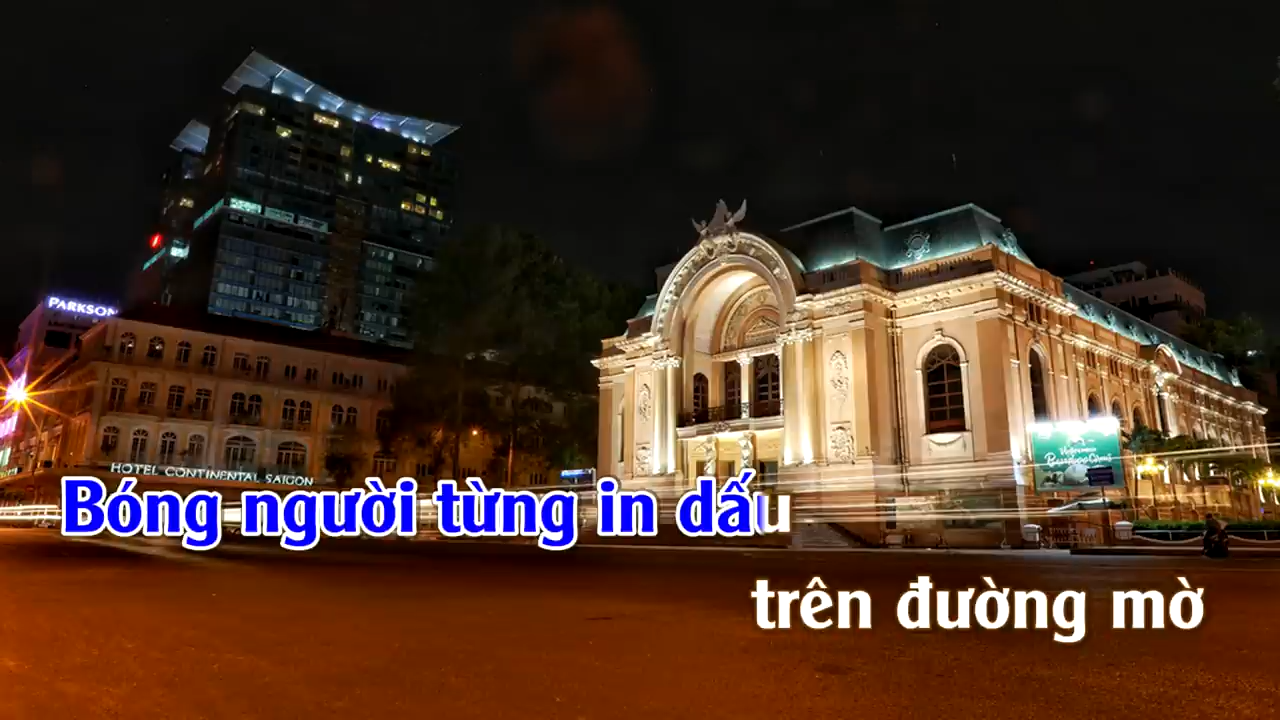 PARKSON
HOTEL CONTINENTAL SAIGON
Bóng người từng in dấu
trên đường mờ